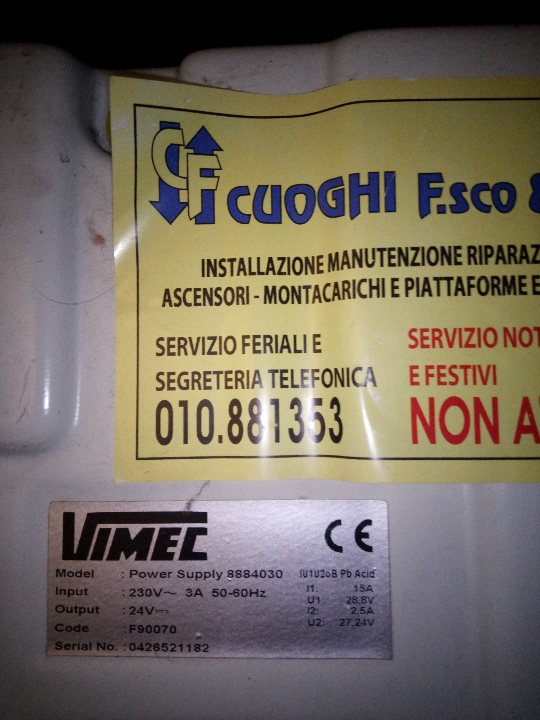 CF CUOGHI F.SCO &
INSTALLAZIONE MANUTENZIONE
ASCENSORI - MONTACARICHI E PIATTAFORME
SERVIZIO FERIALI E
SEGRETERIA TELEFONICA
010.881353
SERVIZIO
E FESTIVI
NON
VIMEC
CE
Model : Power Supply 8884030
Input : 230V~ 3A 50-60Hz
Output : 24V⎓
Code : F90070
Serial No. : 0426521182
IU1U2oB Pb Acid
I1: 15A
U1: 28,8V
I2: 2,5A
U2: 27,24V